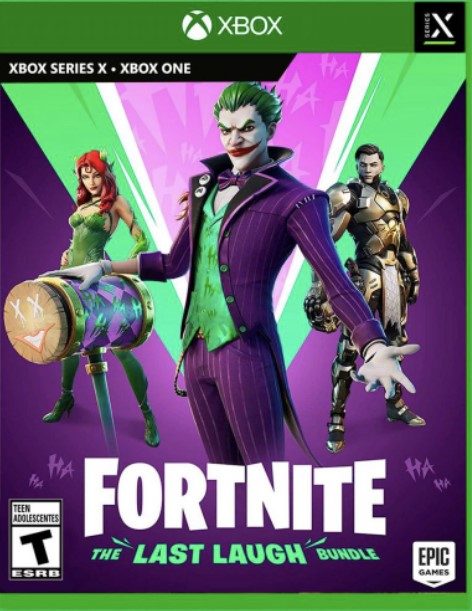 XBOX
SERIES
X
XBOX SERIES X • XBOX ONE
HA
HA
HA
HA
HA
HA
HA
FORTNITE
THE LAST LAUGH BUNDLE
TEEN
ADOLESCENTES
T
ESRB
EPIC
GAMES